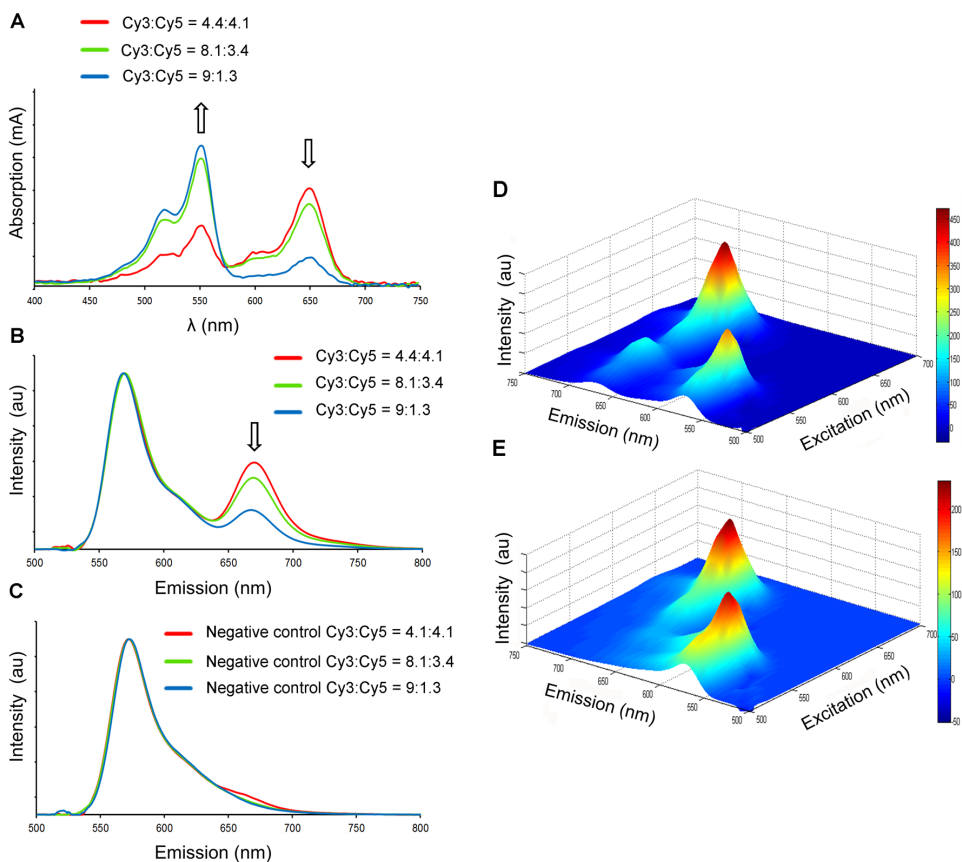 A
Cy3:Cy5 = 4.4:4.1
Cy3:Cy5 = 8.1:3.4
Cy3:Cy5 = 9:1.3
Absorption (mA)
400 450 500 550 600 650 700 750
λ (nm)
B
Cy3:Cy5 = 4.4:4.1
Cy3:Cy5 = 8.1:3.4
Cy3:Cy5 = 9:1.3
Intensity (au)
500 550 600 650 700 750 800
Emission (nm)
C
Negative control Cy3:Cy5 = 4.1:4.1
Negative control Cy3:Cy5 = 8.1:3.4
Negative control Cy3:Cy5 = 9:1.3
Intensity (au)
500 550 600 650 700 750 800
Emission (nm)
D
Intensity (au)
750 700 650 600 550 500
Emission (nm)
500 550 600 650 700
Excitation (nm)
450
400
350
300
250
200
150
100
50
0
E
Intensity (au)
750 700 650 600 550 500
Emission (nm)
500 550 600 650 700
Excitation (nm)
200
150
100
50
0
-50